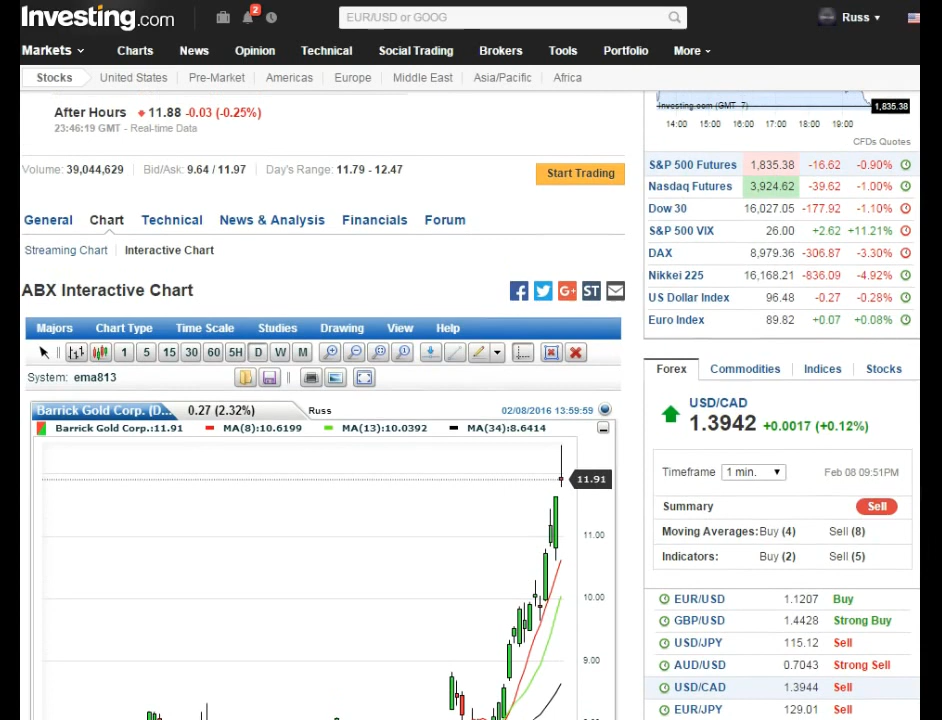 Investing.com
2
EUR/USD or GOOG
Russ
Markets Charts News Opinion Technical Social Trading Brokers Tools Portfolio More
Stocks United States Pre-Market Americas Europe Middle East Asia/Pacific Africa
After Hours 11.88 -0.03 (-0.25%)
23:46:19 GMT - Real-time Data
Volume: 39,044,629 Bid/Ask: 9.64 / 11.97 Day's Range: 11.79 - 12.47
Start Trading
General Chart Technical News & Analysis Financials Forum
Streaming Chart Interactive Chart
ABX Interactive Chart
ST
Majors Chart Type Time Scale Studies Drawing View Help
1 5 15 30 60 5H D W M
System: ema813
Barrick Gold Corp. (D... 0.27 (2.32%) Russ 02/08/2016 13:59:59
Barrick Gold Corp.:11.91 MA(8):10.6199 MA(13):10.0392 MA(34):8.6414
11.91
11.00
10.00
9.00
Investing.com (GMT -7) 1,835.38
14:00 15:00 16:00 17:00 18:00 19:00
CFDs Quotes
S&P 500 Futures 1,835.38 -16.62 -0.90%
Nasdaq Futures 3,924.62 -39.62 -1.00%
Dow 30 16,027.05 -177.92 -1.10%
S&P 500 VIX 26.00 +2.62 +11.21%
DAX 8,979.36 -306.87 -3.30%
Nikkei 225 16,168.21 -836.09 -4.92%
US Dollar Index 96.48 -0.27 -0.28%
Euro Index 89.82 +0.07 +0.08%
Forex Commodities Indices Stocks
USD/CAD
1.3942 +0.0017 (+0.12%)
Timeframe 1 min. Feb 08 09:51PM
Summary Sell
Moving Averages: Buy (4) Sell (8)
Indicators: Buy (2) Sell (5)
EUR/USD 1.1207 Buy
GBP/USD 1.4428 Strong Buy
USD/JPY 115.12 Sell
AUD/USD 0.7043 Strong Sell
USD/CAD 1.3944 Sell
EUR/JPY 129.01 Sell